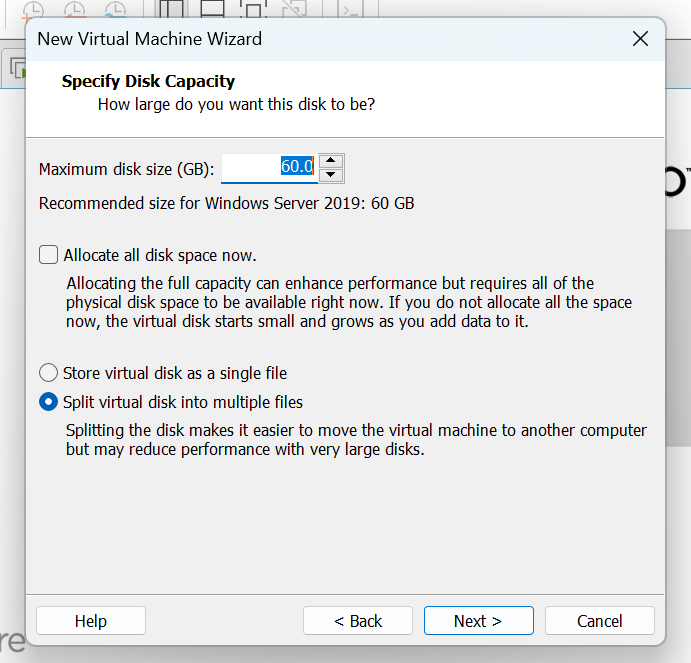 New Virtual Machine Wizard
Specify Disk Capacity
How large do you want this disk to be?
Maximum disk size (GB): 60.0
Recommended size for Windows Server 2019: 60 GB
Allocate all disk space now.
Allocating the full capacity can enhance performance but requires all of the
physical disk space to be available right now. If you do not allocate all the space
now, the virtual disk starts small and grows as you add data to it.
Store virtual disk as a single file
Split virtual disk into multiple files
Splitting the disk makes it easier to move the virtual machine to another computer
but may reduce performance with very large disks.
Help
< Back
Next >
Cancel